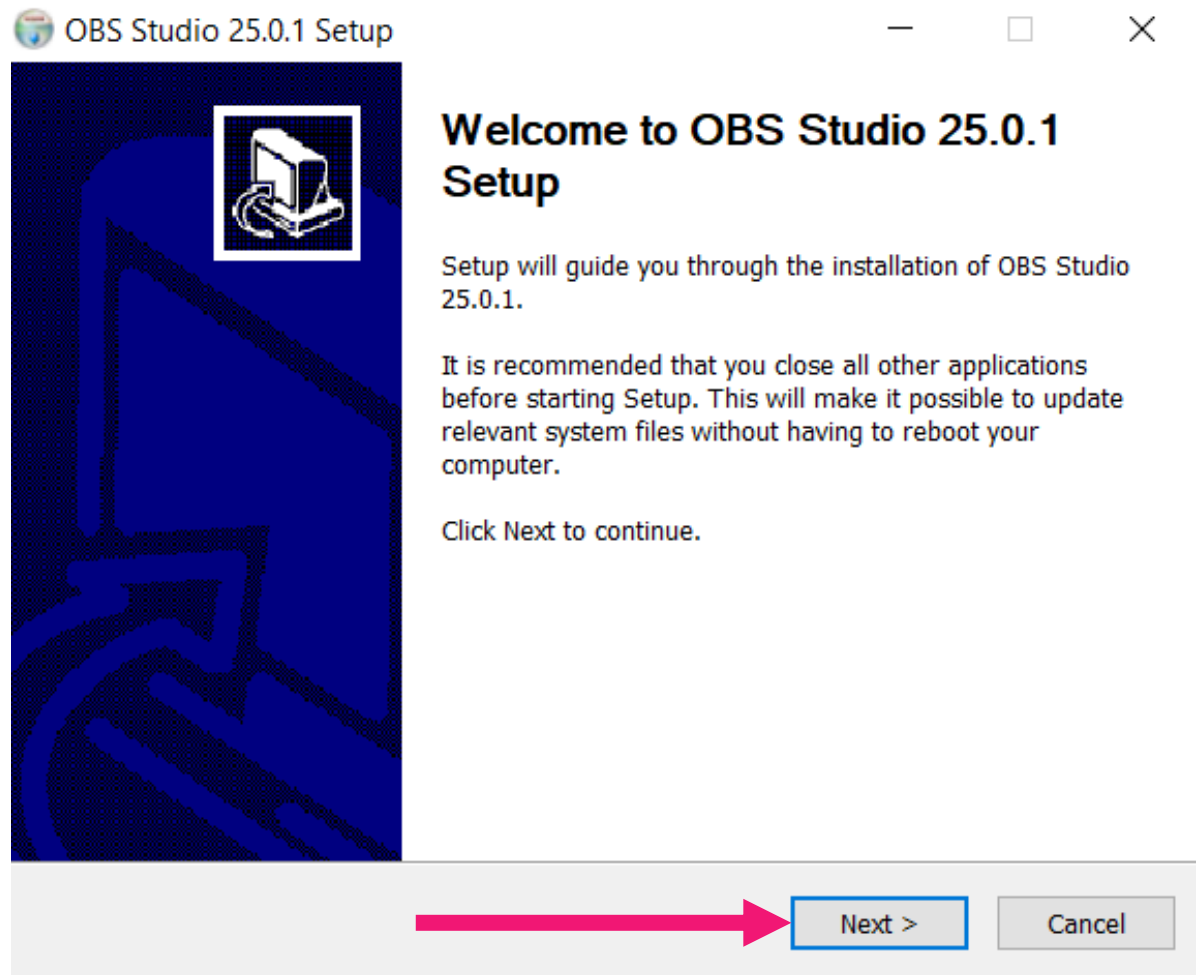 OBS Studio 25.0.1 Setup
Welcome to OBS Studio 25.0.1
Setup
Setup will guide you through the installation of OBS Studio
25.0.1.
It is recommended that you close all other applications
before starting Setup. This will make it possible to update
relevant system files without having to reboot your
computer.
Click Next to continue.
Next >
Cancel